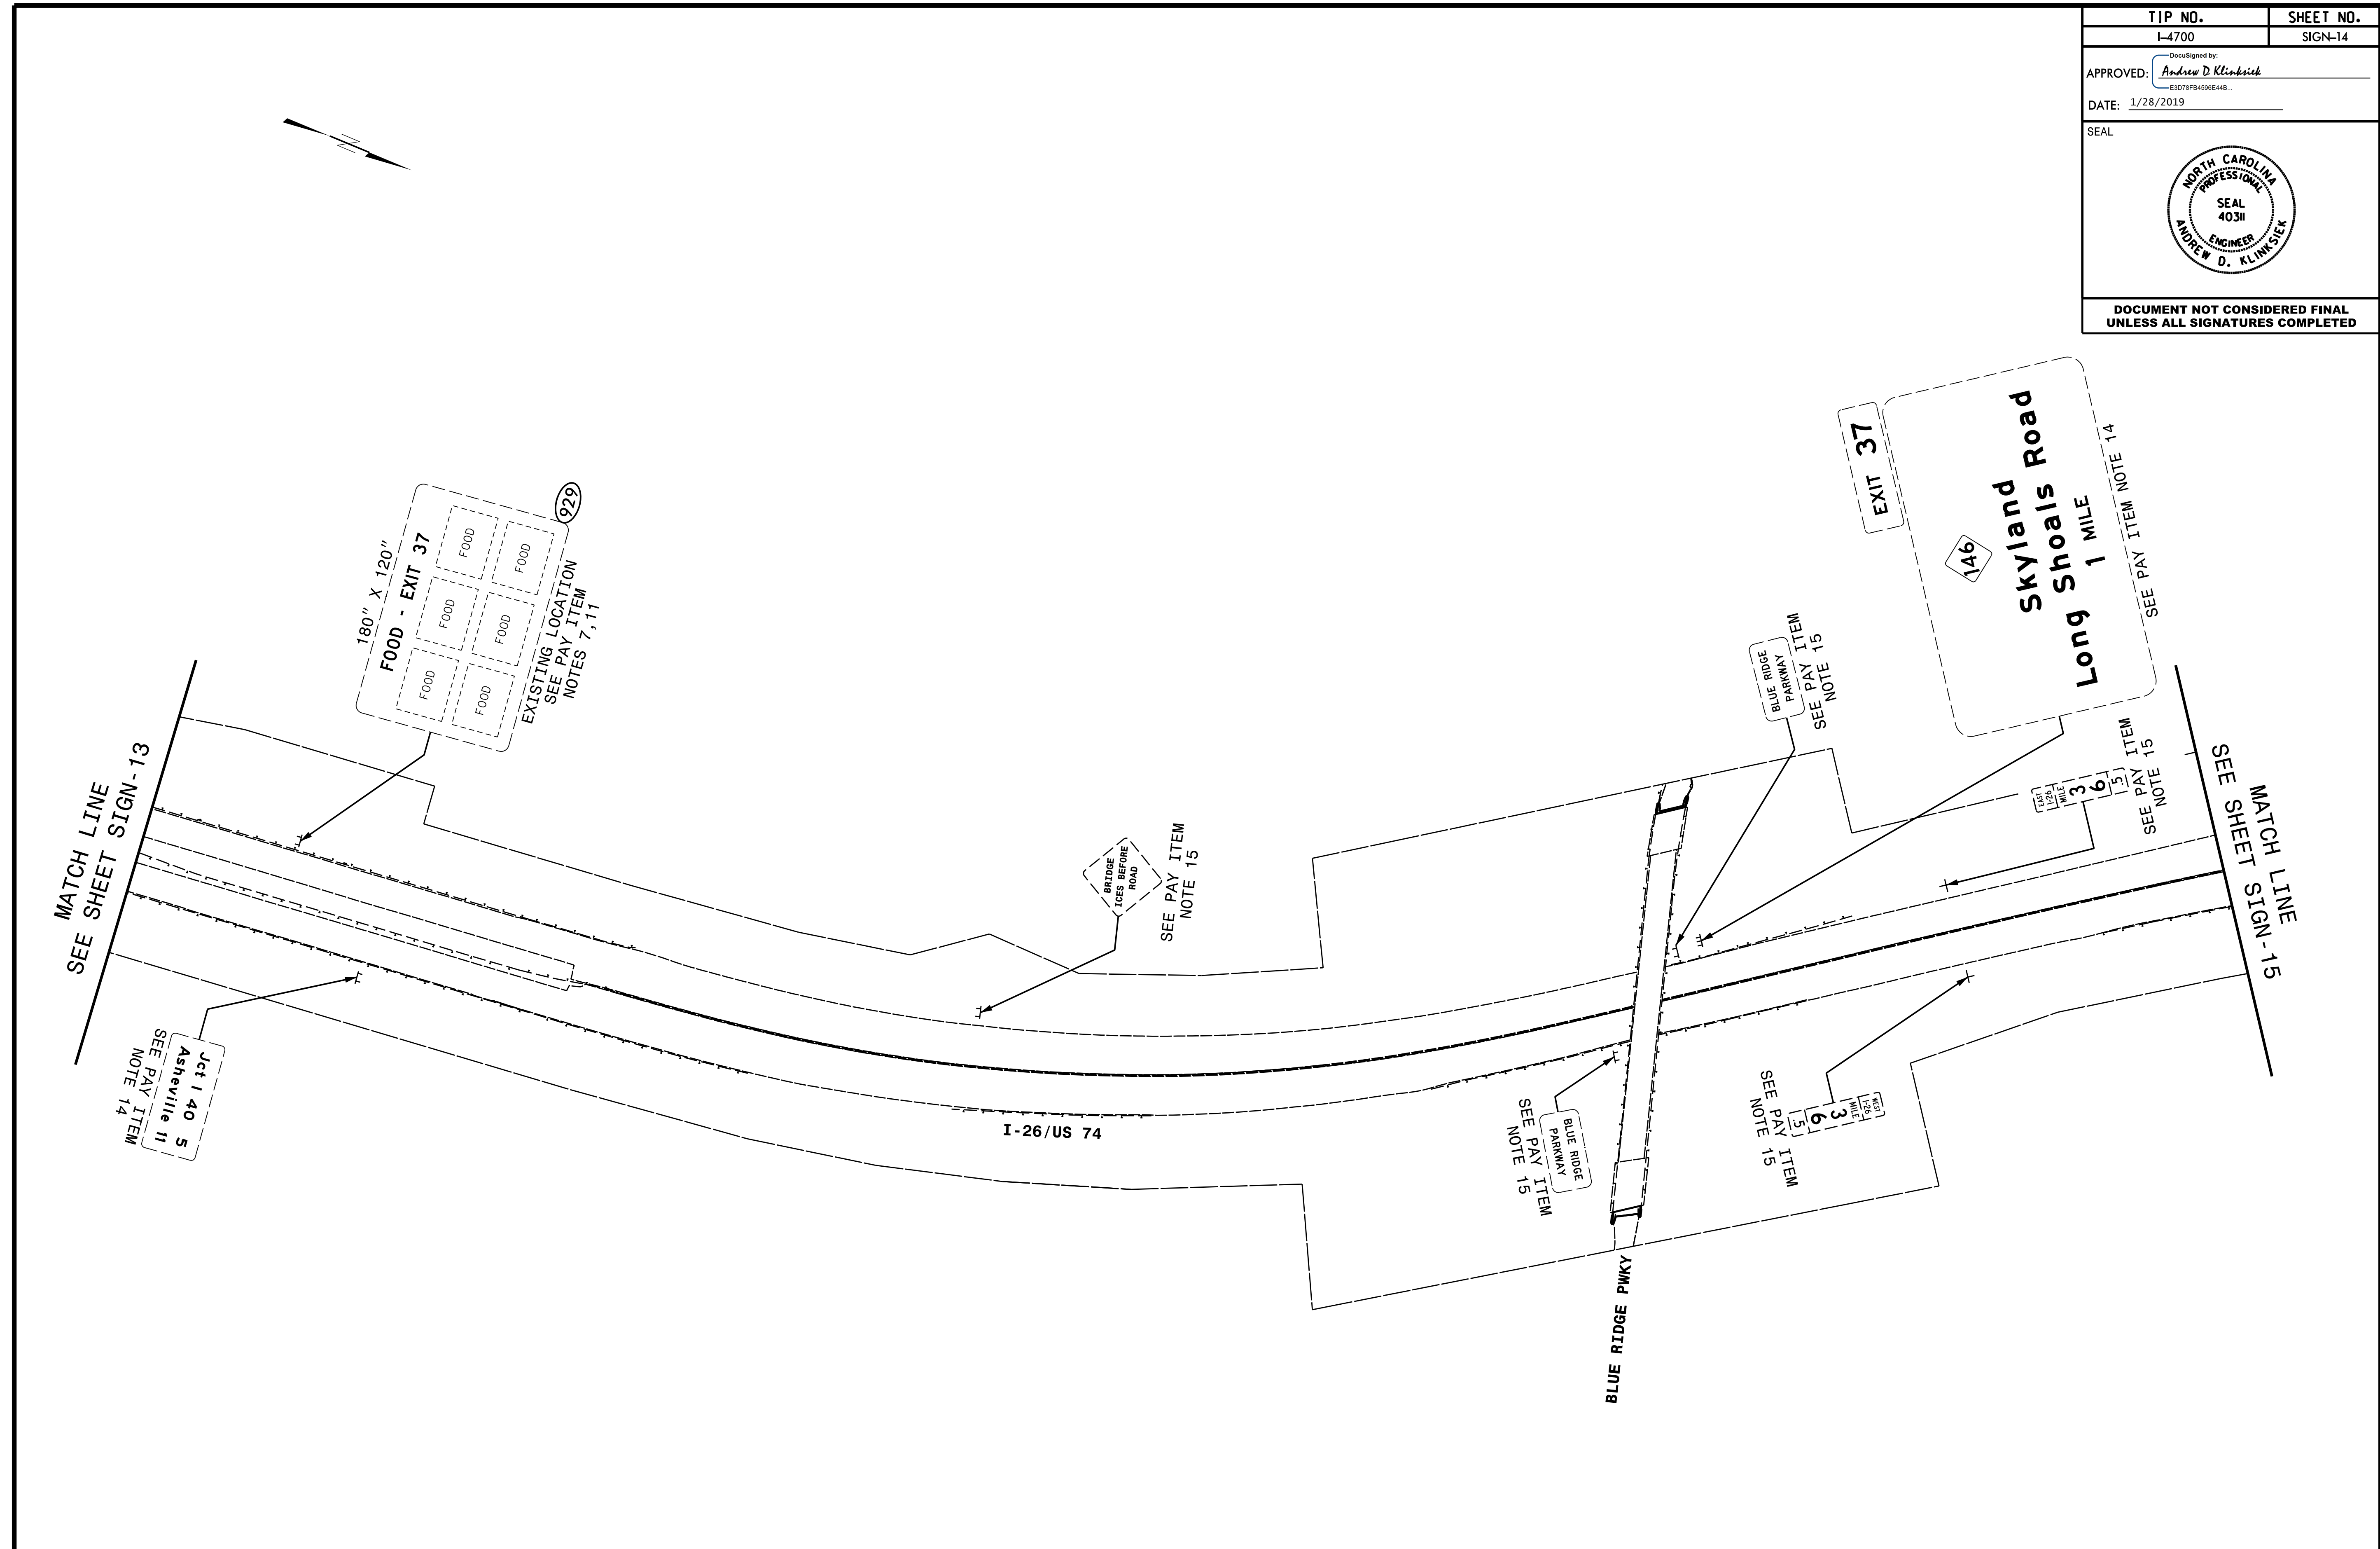 TIP NO. SHEET NO.
I-4700 SIGN-14
DocuSigned by:
APPROVED: Andrew D. Klinksiek
E3D78FB4596E44B...
DATE: 1/28/2019
SEAL
NORTH CAROLINA
PROFESSIONAL
SEAL
40311
ENGINEER
ANDREW D. KLINKSIEK
DOCUMENT NOT CONSIDERED FINAL
UNLESS ALL SIGNATURES COMPLETED
N
MATCH LINE
SEE SHEET SIGN-13
180" X 120"
FOOD - EXIT 37
FOOD
FOOD
FOOD
FOOD
FOOD
FOOD
929
EXISTING LOCATION
SEE PAY ITEM
NOTES 7,11
BRIDGE
ICES BEFORE
ROAD
SEE PAY ITEM
NOTE 15
BLUE RIDGE
PARKWAY
SEE PAY ITEM
NOTE 15
EXIT 37
146
Skyland
Long Shoals Road
1 MILE
SEE PAY ITEM NOTE 14
EAST
I-26
MILE
3
6
.5
SEE PAY ITEM
NOTE 15
MATCH LINE
SEE SHEET SIGN-15
Jct I 40 5
Asheville 11
SEE PAY ITEM
NOTE 14
I-26/US 74
BLUE RIDGE
PARKWAY
SEE PAY ITEM
NOTE 15
BLUE RIDGE PWKY
WEST
I-26
MILE
3
6
.5
SEE PAY ITEM
NOTE 15